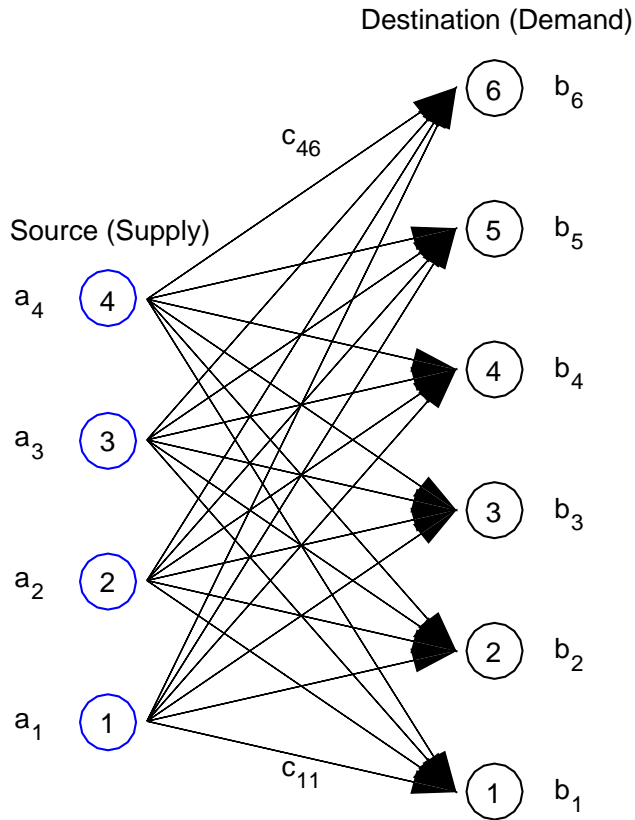 Destination (Demand)
6 b6
c46
Source (Supply)
5 b5
a4 4
4 b4
a3 3
3 b3
a2 2
2 b2
a1 1
c11
1 b1